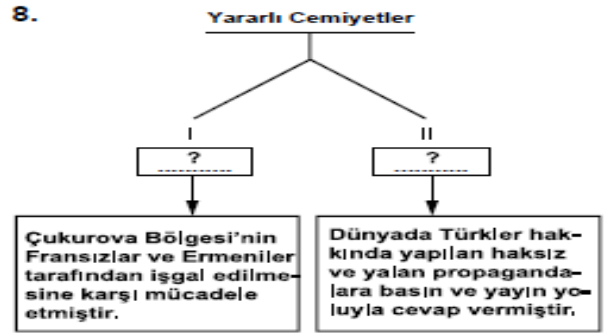 8.
Yararlı Cemiyetler
I
II
?
...........
?
...........
Çukurova Bölgesi'nin
Fransızlar ve Ermeniler
tarafından işgal edilme-
sine karşı mücadele
etmiştir.
Dünyada Türkler hak-
kında yapılan haksız
ve yalan propaganda-
lara basın ve yayın yo-
luyla cevap vermiştir.